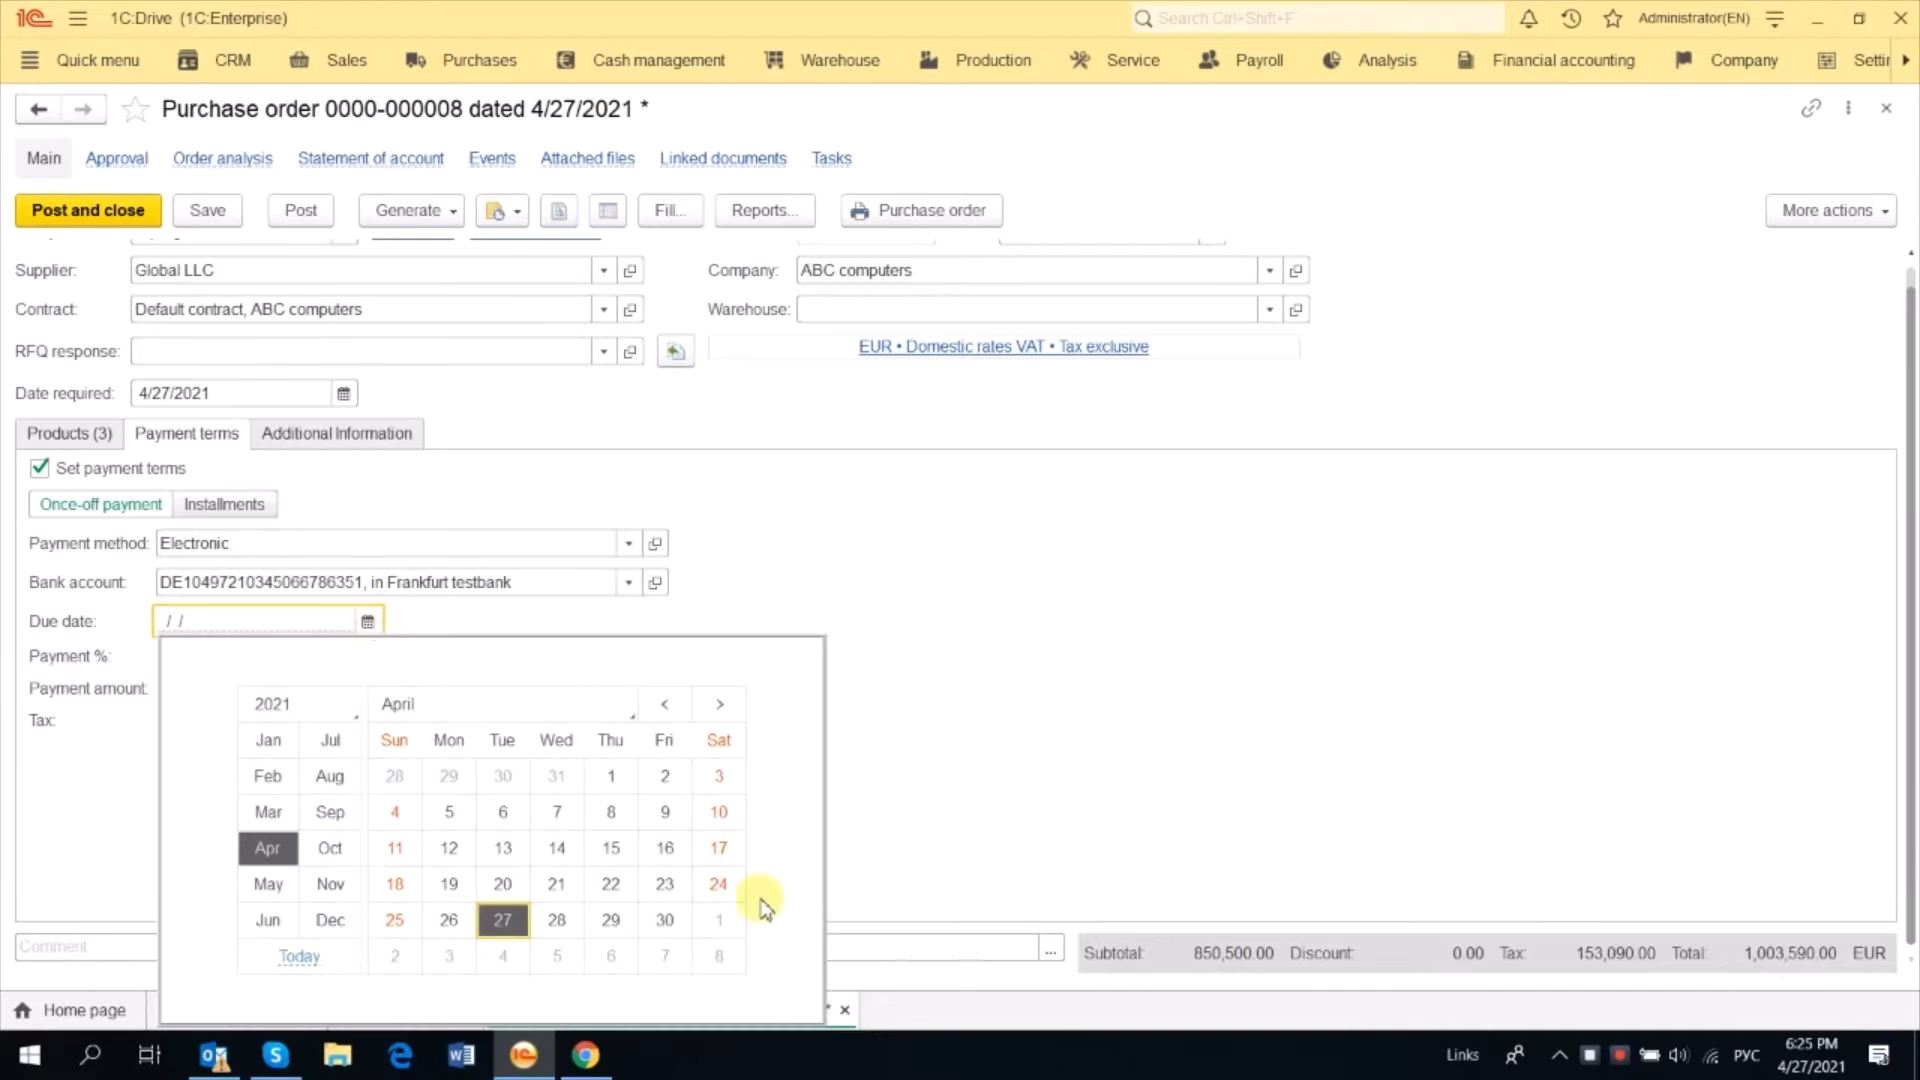 1C:Drive (1C:Enterprise) Search Ctrl+Shift+F Administrator(EN)
Quick menu CRM Sales Purchases Cash management Warehouse Production Service Payroll Analysis Financial accounting Company
Purchase order 0000-000008 dated 4/27/2021 *
Main Approval Order analysis Statement of account Events Attached files Linked documents Tasks
Post and close Save Post Generate Fill... Reports... Purchase order More actions
Supplier: Global LLC Company: ABC computers
Contract: Default contract, ABC computers Warehouse:
RFQ response: EUR • Domestic rates VAT • Tax exclusive
Date required: 4/27/2021
Products (3) Payment terms Additional Information
Set payment terms
Once-off payment Installments
Payment method: Electronic
Bank account: DE10497210345066786351, in Frankfurt testbank
Due date: / /
Payment %:
Payment amount:
Tax:
2021 April < >
Jan Jul Sun Mon Tue Wed Thu Fri Sat
Feb Aug 28 29 30 31 1 2 3
Mar Sep 4 5 6 7 8 9 10
Apr Oct 11 12 13 14 15 16 17
May Nov 18 19 20 21 22 23 24
Jun Dec 25 26 27 28 29 30 1
Today 2 3 4 5 6 7 8
Comment ... Subtotal: 850,500.00 Discount: 0.00 Tax: 153,090.00 Total: 1,003,590.00 EUR
Home page
Links РУС 6:25 PM
4/27/2021